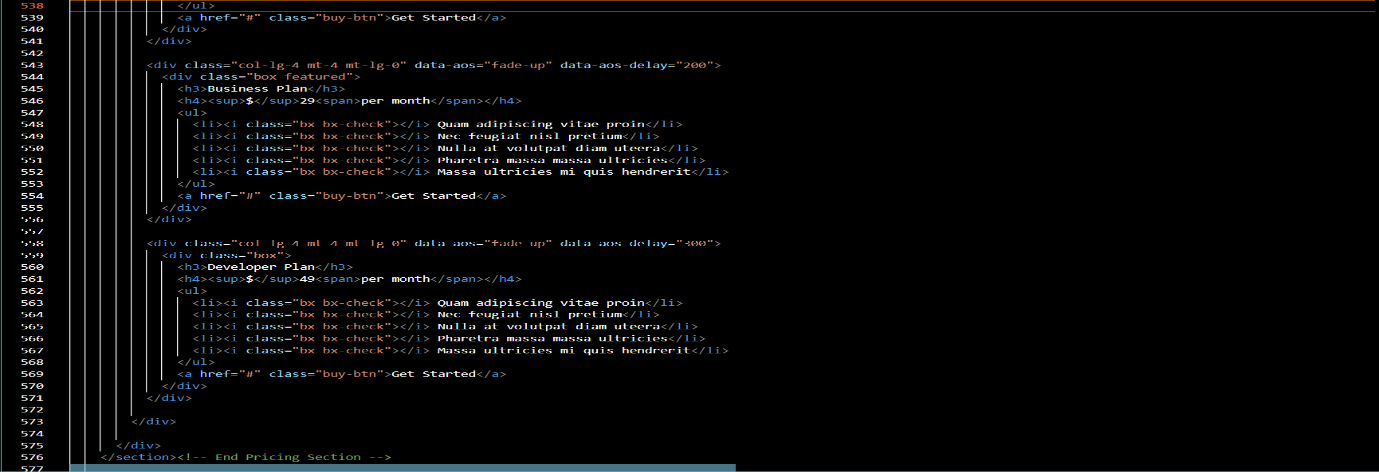 538 </ul>
539 <a href="#" class="buy-btn">Get Started</a>
540 </div>
541 </div>
542
543 <div class="col-lg-4 mt-4 mt-lg-0" data-aos="fade-up" data-aos-delay="200">
544 <div class="box featured">
545 <h3>Business Plan</h3>
546 <h4><sup>$</sup>29<span>per month</span></h4>
547 <ul>
548 <li><i class="bx bx-check"></i> Quam adipiscing vitae proin</li>
549 <li><i class="bx bx-check"></i> Nec feugiat nisl pretium</li>
550 <li><i class="bx bx-check"></i> Nulla at volutpat diam uteera</li>
551 <li><i class="bx bx-check"></i> Pharetra massa massa ultricies</li>
552 <li><i class="bx bx-check"></i> Massa ultricies mi quis hendrerit</li>
553 </ul>
554 <a href="#" class="buy-btn">Get Started</a>
555 </div>
556 </div>
557
558 <div class="col-lg-4 mt-4 mt-lg-0" data-aos="fade-up" data-aos-delay="300">
559 <div class="box">
560 <h3>Developer Plan</h3>
561 <h4><sup>$</sup>49<span>per month</span></h4>
562 <ul>
563 <li><i class="bx bx-check"></i> Quam adipiscing vitae proin</li>
564 <li><i class="bx bx-check"></i> Nec feugiat nisl pretium</li>
565 <li><i class="bx bx-check"></i> Nulla at volutpat diam uteera</li>
566 <li><i class="bx bx-check"></i> Pharetra massa massa ultricies</li>
567 <li><i class="bx bx-check"></i> Massa ultricies mi quis hendrerit</li>
568 </ul>
569 <a href="#" class="buy-btn">Get Started</a>
570 </div>
571 </div>
572
573 </div>
574
575 </div>
576 </section><!-- End Pricing Section -->
577